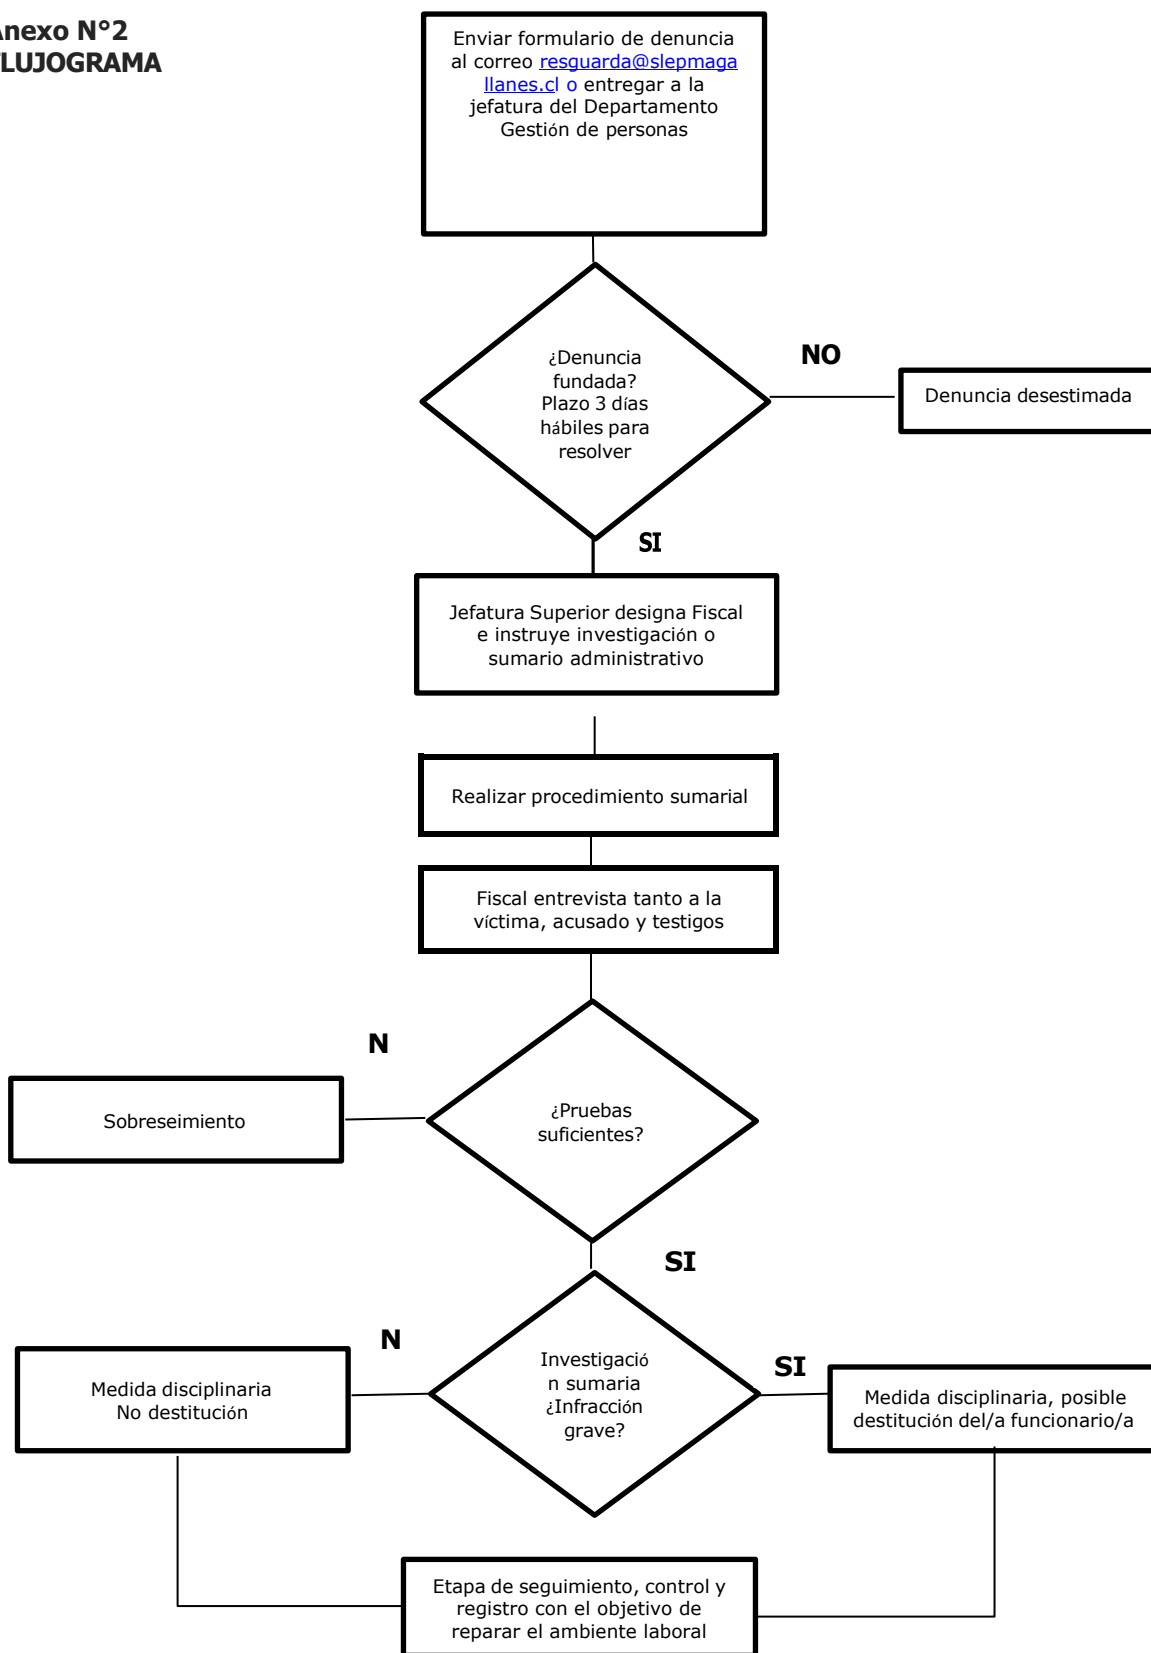 Anexo N°2
FLUJOGRAMA
Enviar formulario de denuncia
al correo resguarda@slepmaga
llanes.cl o entregar a la
jefatura del Departamento
Gestión de personas
¿Denuncia
fundada?
Plazo 3 días
hábiles para
resolver
NO
Denuncia desestimada
SI
Jefatura Superior designa Fiscal
e instruye investigación o
sumario administrativo
Realizar procedimiento sumarial
Fiscal entrevista tanto a la
víctima, acusado y testigos
N
Sobreseimiento
¿Pruebas
suficientes?
SI
N
Medida disciplinaria
No destitución
Investigació
n sumaria
¿Infracción
grave?
SI
Medida disciplinaria, posible
destitución del/a funcionario/a
Etapa de seguimiento, control y
registro con el objetivo de
reparar el ambiente laboral